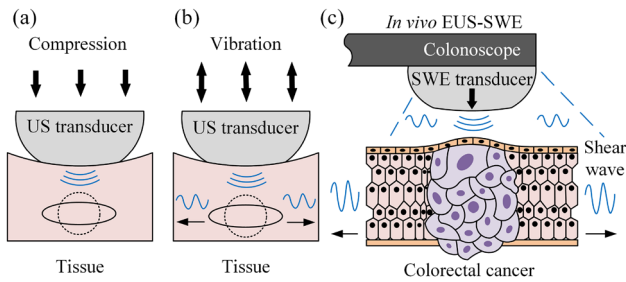 (a)
Compression
US transducer
Tissue
(b)
Vibration
US transducer
Tissue
(c)
In vivo EUS-SWE
Colonoscope
SWE transducer
Shear
wave
Colorectal cancer